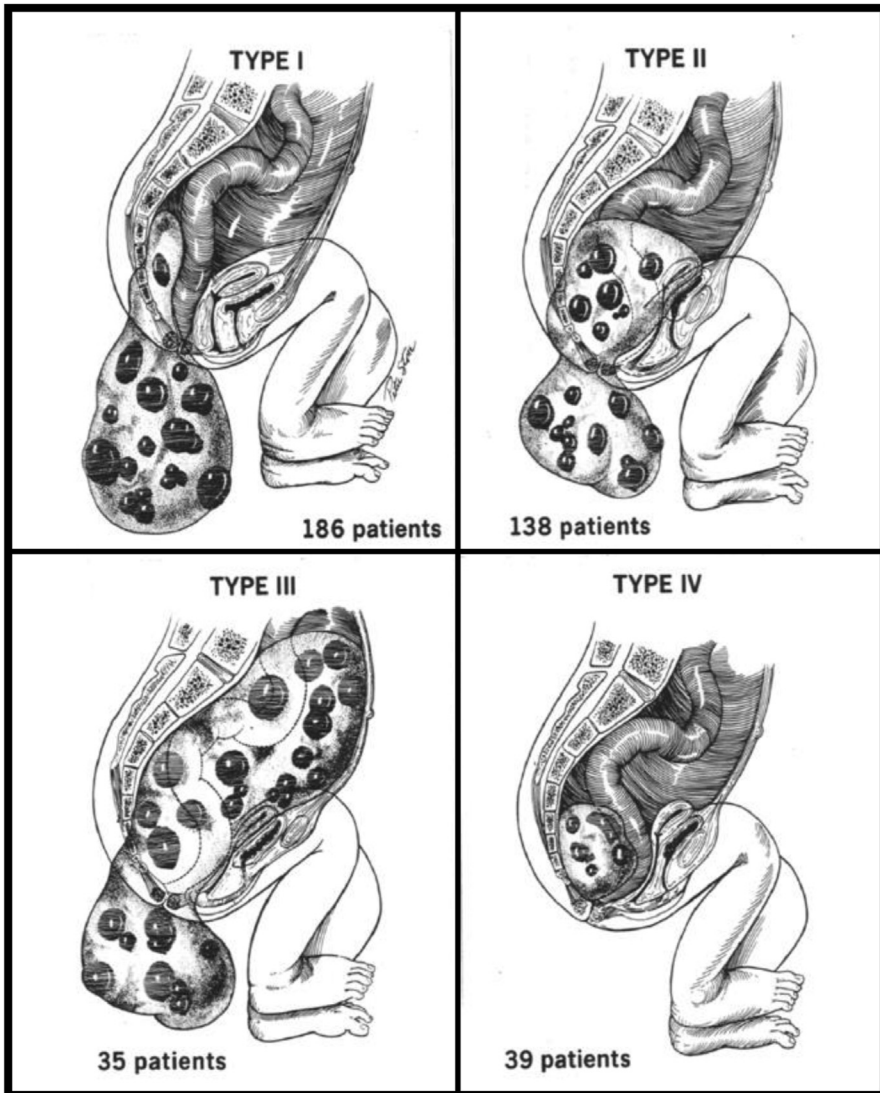 TYPE I
186 patients
TYPE II
138 patients
TYPE III
35 patients
TYPE IV
39 patients